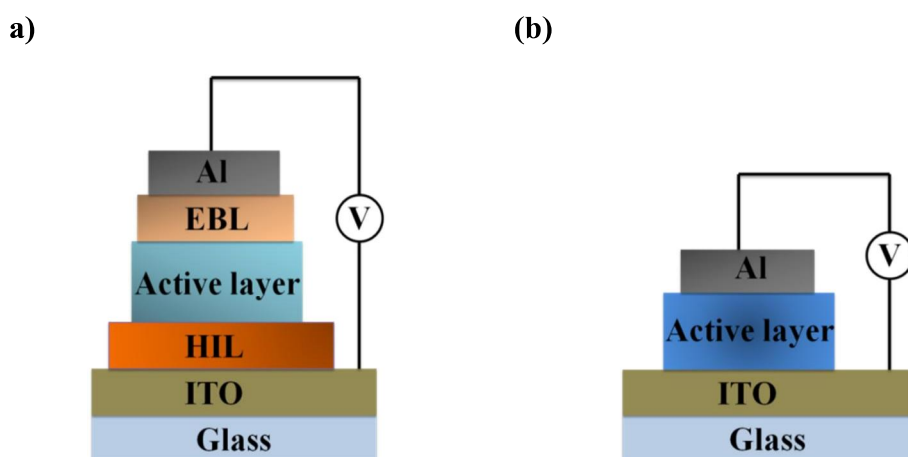 a)
Al
EBL
Active layer
HIL
ITO
Glass
V
(b)
Al
Active layer
ITO
Glass
V